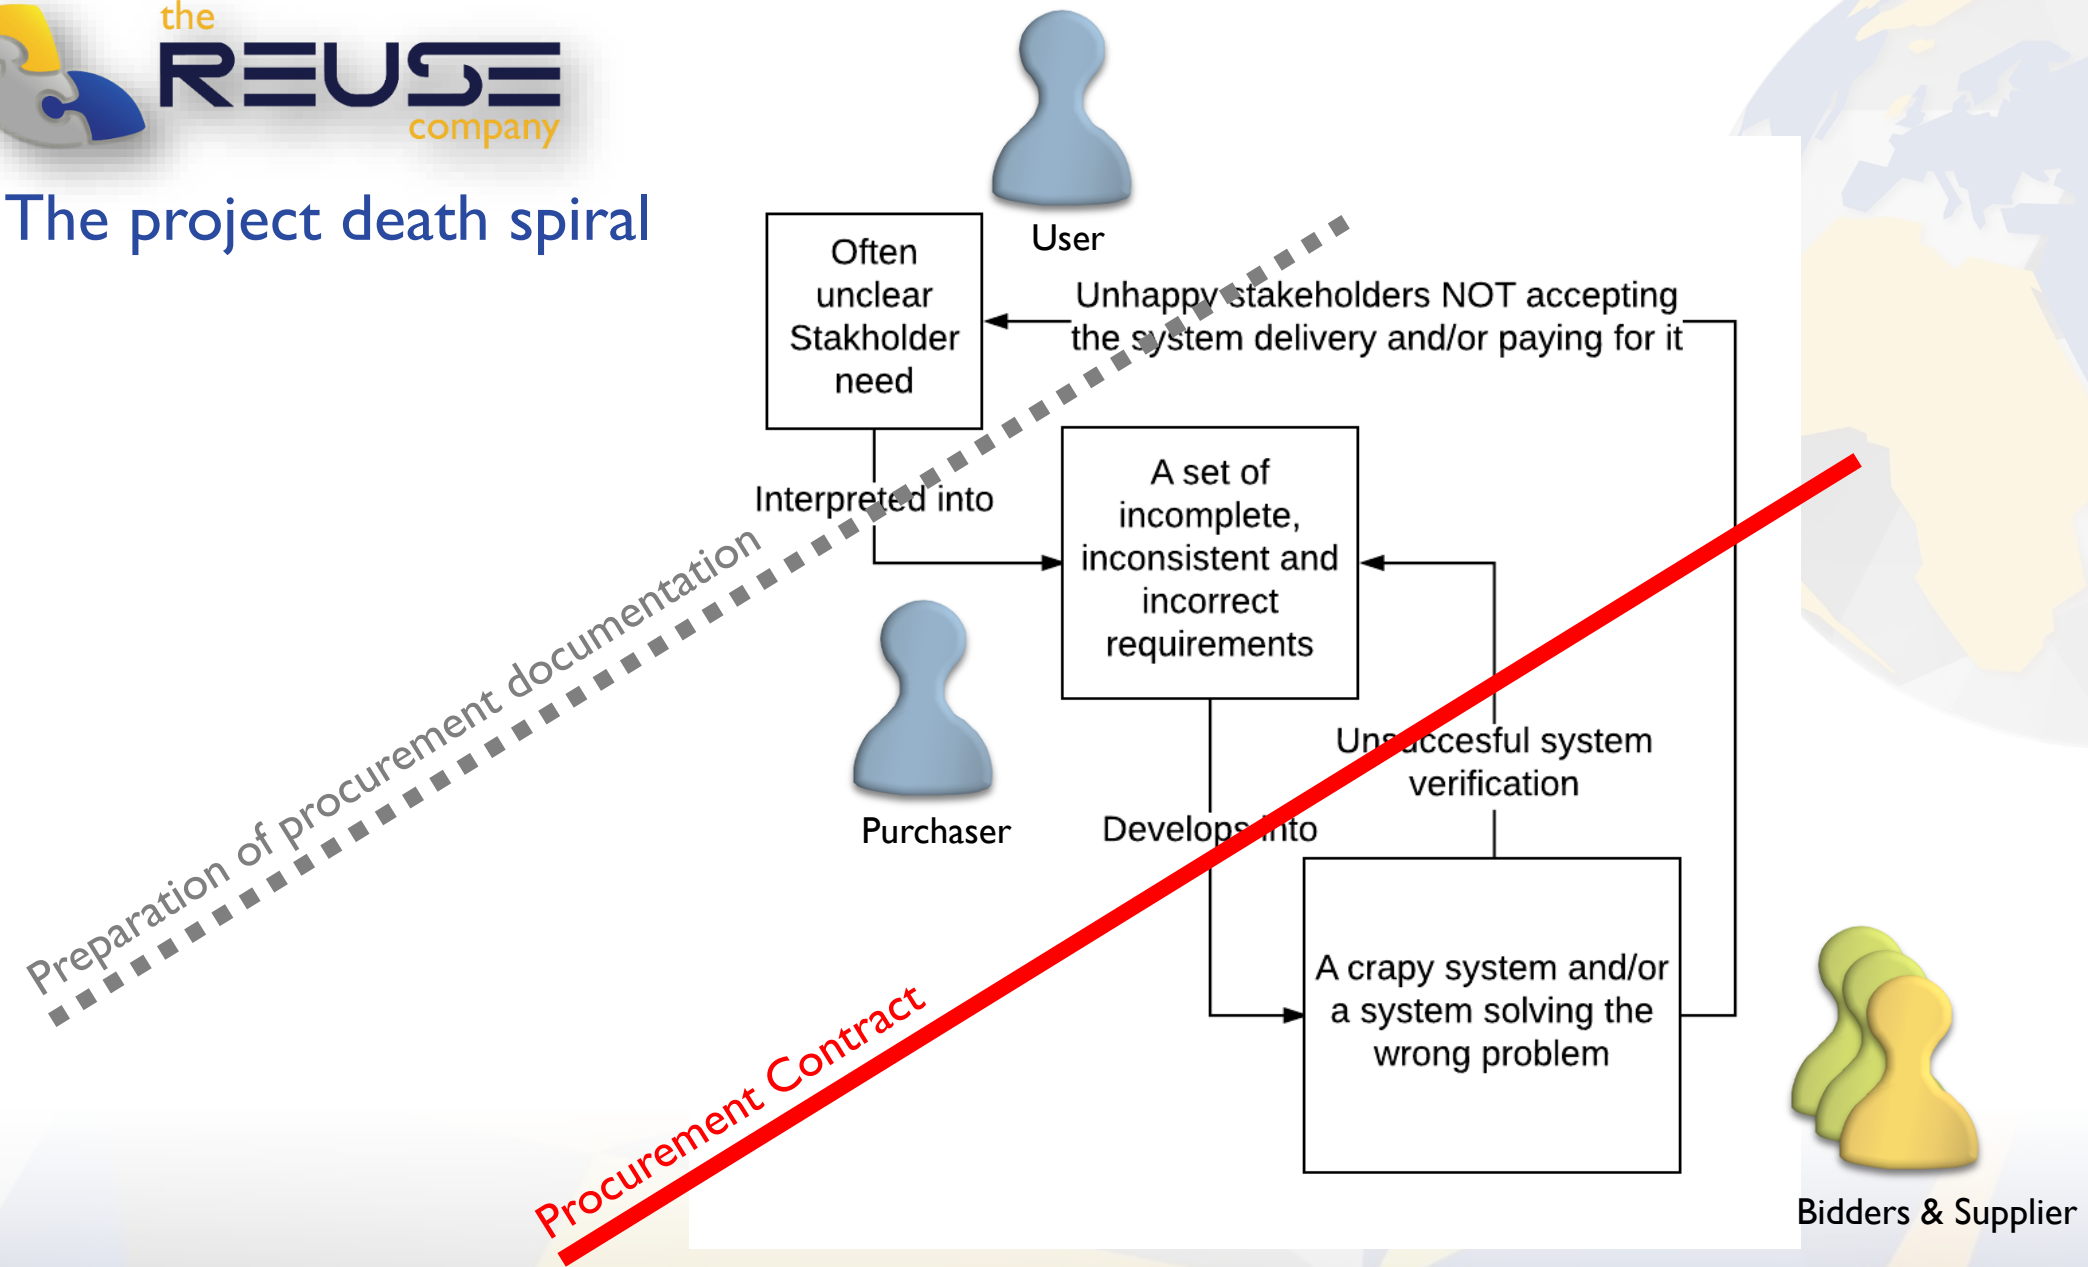 the
REUSE
company
The project death spiral
User
Often
unclear
Stakholder
need
Unhappy stakeholders NOT accepting
the system delivery and/or paying for it
Interpreted into
A set of
incomplete,
inconsistent and
incorrect
requirements
Preparation of procurement documentation
Purchaser
Unsuccesful system
verification
Develops into
A crapy system and/or
a system solving the
wrong problem
Procurement Contract
Bidders & Supplier